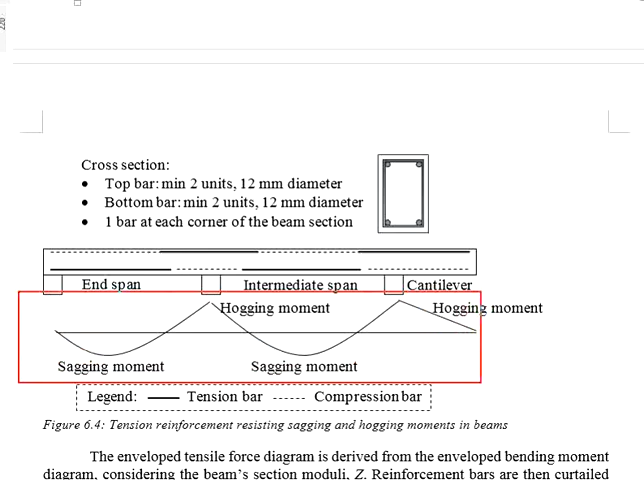 220
Cross section:
• Top bar: min 2 units, 12 mm diameter
• Bottom bar: min 2 units, 12 mm diameter
• 1 bar at each corner of the beam section
End span Intermediate span Cantilever
Hogging moment Hogging moment
Sagging moment Sagging moment
Legend: Tension bar Compression bar
Figure 6.4: Tension reinforcement resisting sagging and hogging moments in beams
The enveloped tensile force diagram is derived from the enveloped bending moment
diagram, considering the beam's section moduli, Z. Reinforcement bars are then curtailed